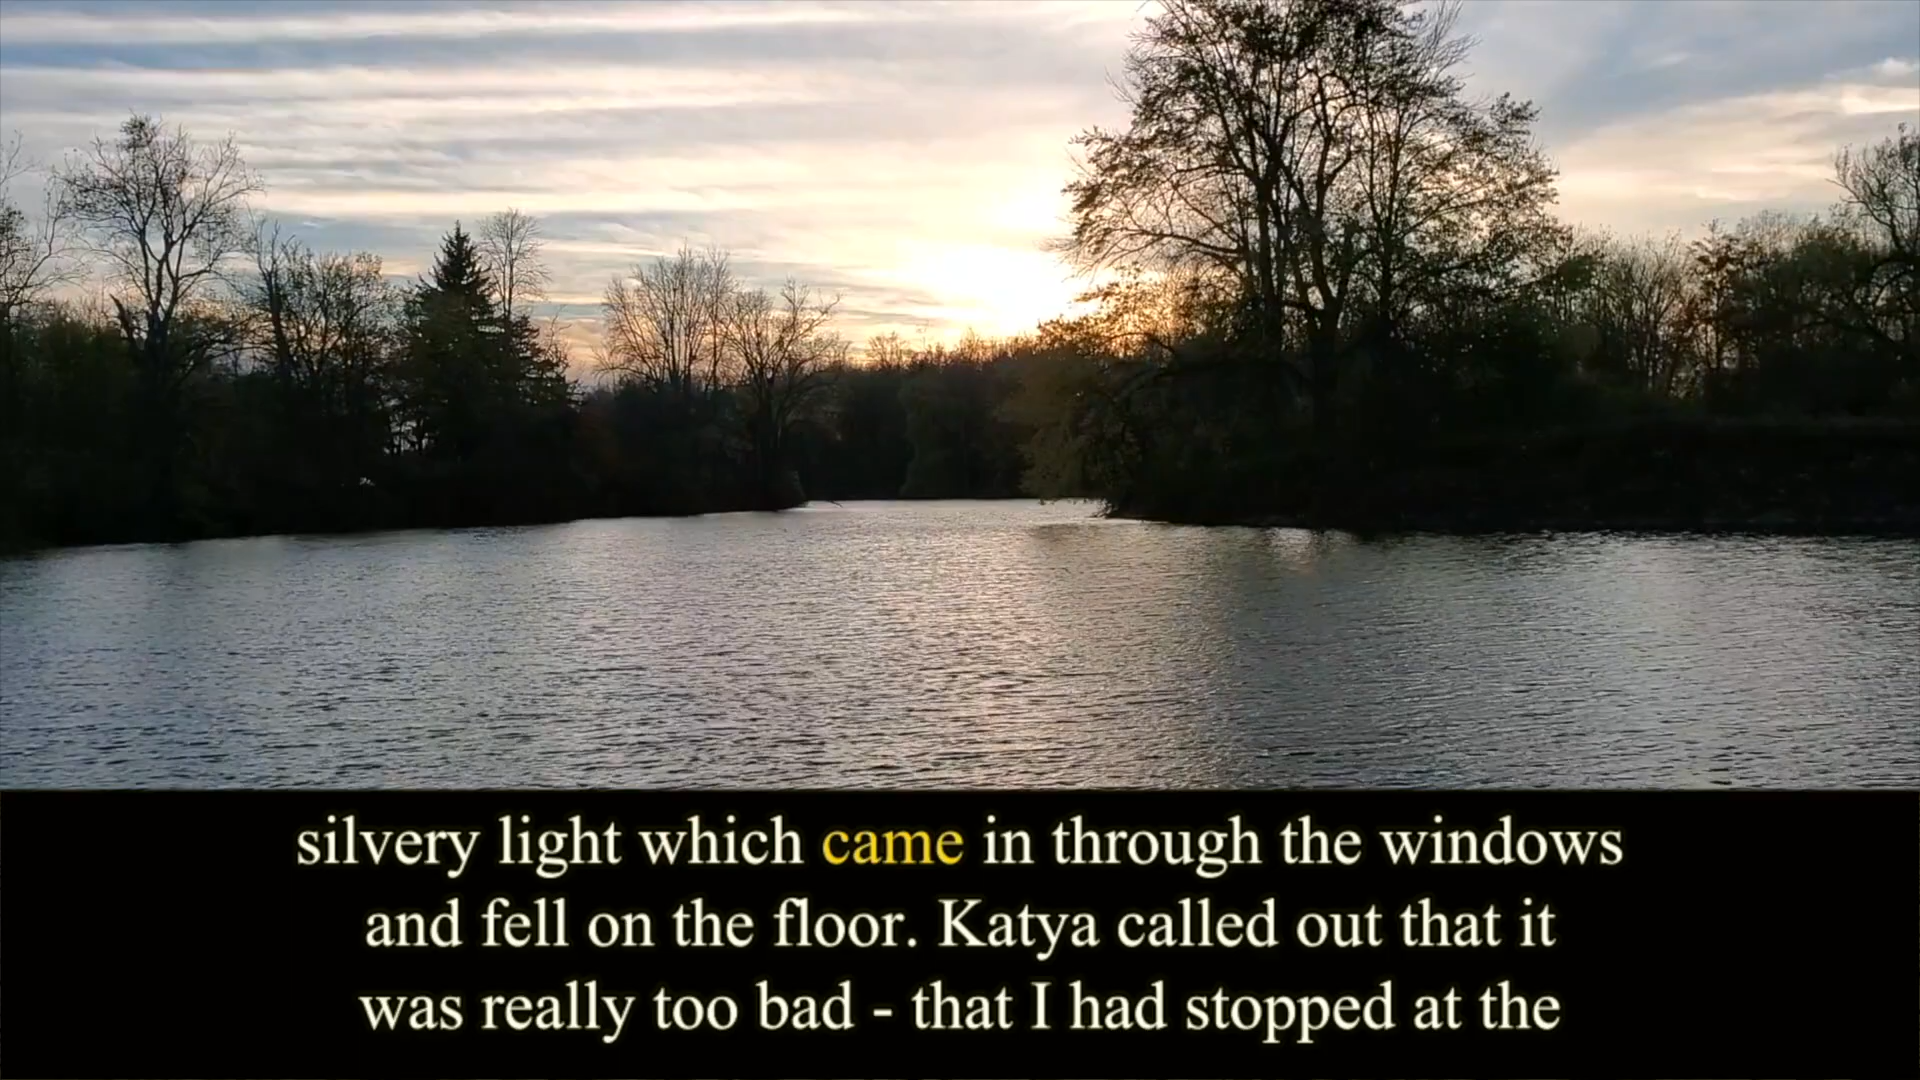 silvery light which came in through the windows
and fell on the floor. Katya called out that it
was really too bad - that I had stopped at the